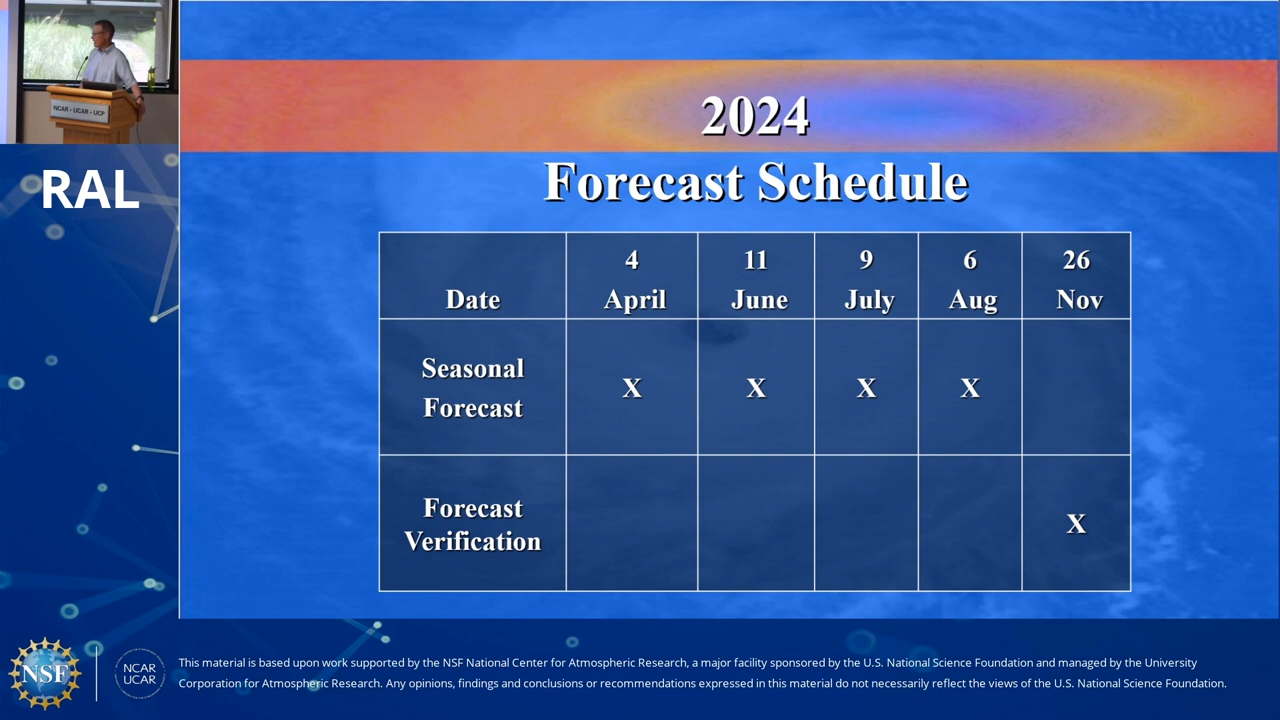 NCAR - UCAR - UCP
RAL
2024
Forecast Schedule
Date
4 April
11 June
9 July
6 Aug
26 Nov
Seasonal Forecast
X X X X
Forecast Verification
X
NSF
NCAR
UCAR
This material is based upon work supported by the NSF National Center for Atmospheric Research, a major facility sponsored by the U.S. National Science Foundation and managed by the University
Corporation for Atmospheric Research. Any opinions, findings and conclusions or recommendations expressed in this material do not necessarily reflect the views of the U.S. National Science Foundation.